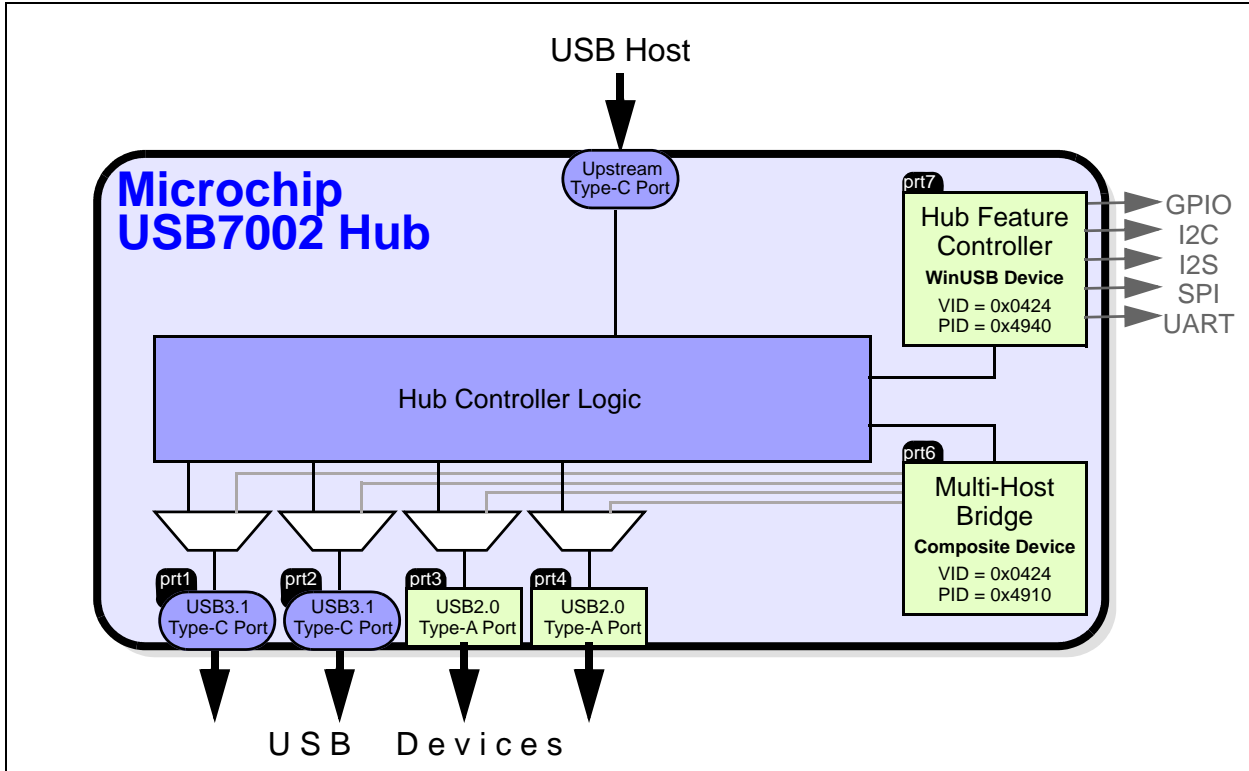 USB Host
Upstream
Type-C Port
Microchip
USB7002 Hub
prt7
Hub Feature
Controller
WinUSB Device
VID = 0x0424
PID = 0x4940
GPIO
I2C
I2S
SPI
UART
Hub Controller Logic
prt6
Multi-Host
Bridge
Composite Device
VID = 0x0424
PID = 0x4910
prt1
USB3.1
Type-C Port
prt2
USB3.1
Type-C Port
prt3
USB2.0
Type-A Port
prt4
USB2.0
Type-A Port
USB Devices